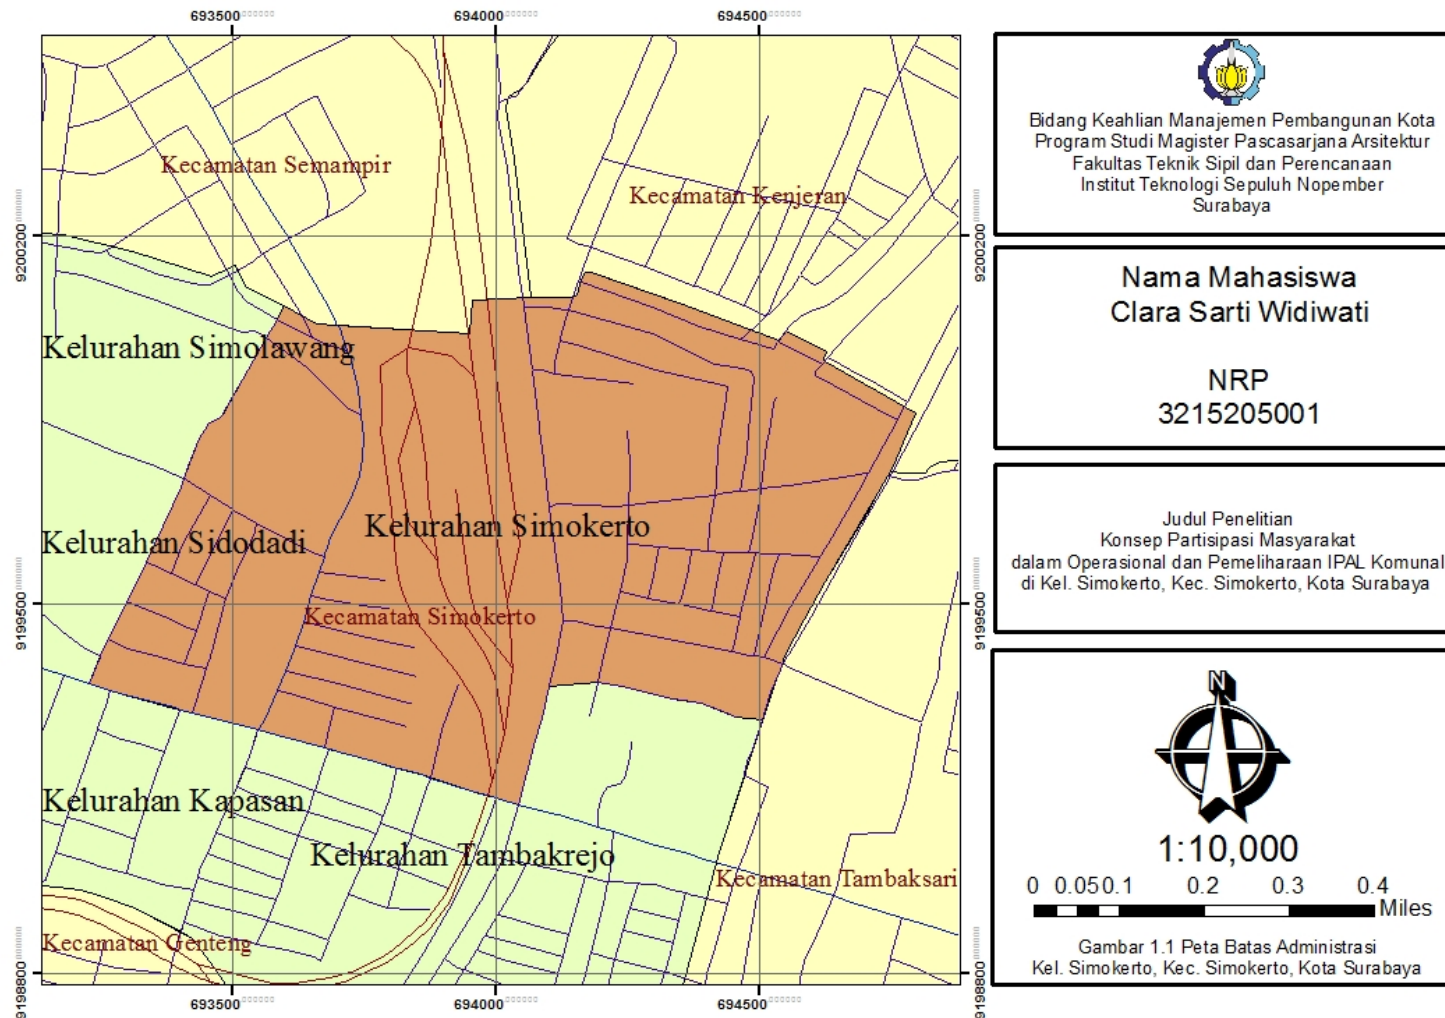 693500
694000
694500
9200200
9199500
9198800
Kecamatan Semampir
Kecamatan Kenjeran
Kelurahan Simolawang
Kelurahan Simokerto
Kelurahan Sidodadi
Kecamatan Simokerto
Kelurahan Kapasan
Kelurahan Tambakrejo
Kecamatan Tambaksari
Kecamatan Genteng
9200200
9199500
9198800
693500
694000
694500
Bidang Keahlian Manajemen Pembangunan Kota
Program Studi Magister Pascasarjana Arsitektur
Fakultas Teknik Sipil dan Perencanaan
Institut Teknologi Sepuluh Nopember
Surabaya
Nama Mahasiswa
Clara Sarti Widiwati
NRP
3215205001
Judul Penelitian
Konsep Partisipasi Masyarakat
dalam Operasional dan Pemeliharaan IPAL Komunal
di Kel. Simokerto, Kec. Simokerto, Kota Surabaya
N
1:10,000
0 0.05 0.1 0.2 0.3 0.4
Miles
Gambar 1.1 Peta Batas Administrasi
Kel. Simokerto, Kec. Simokerto, Kota Surabaya